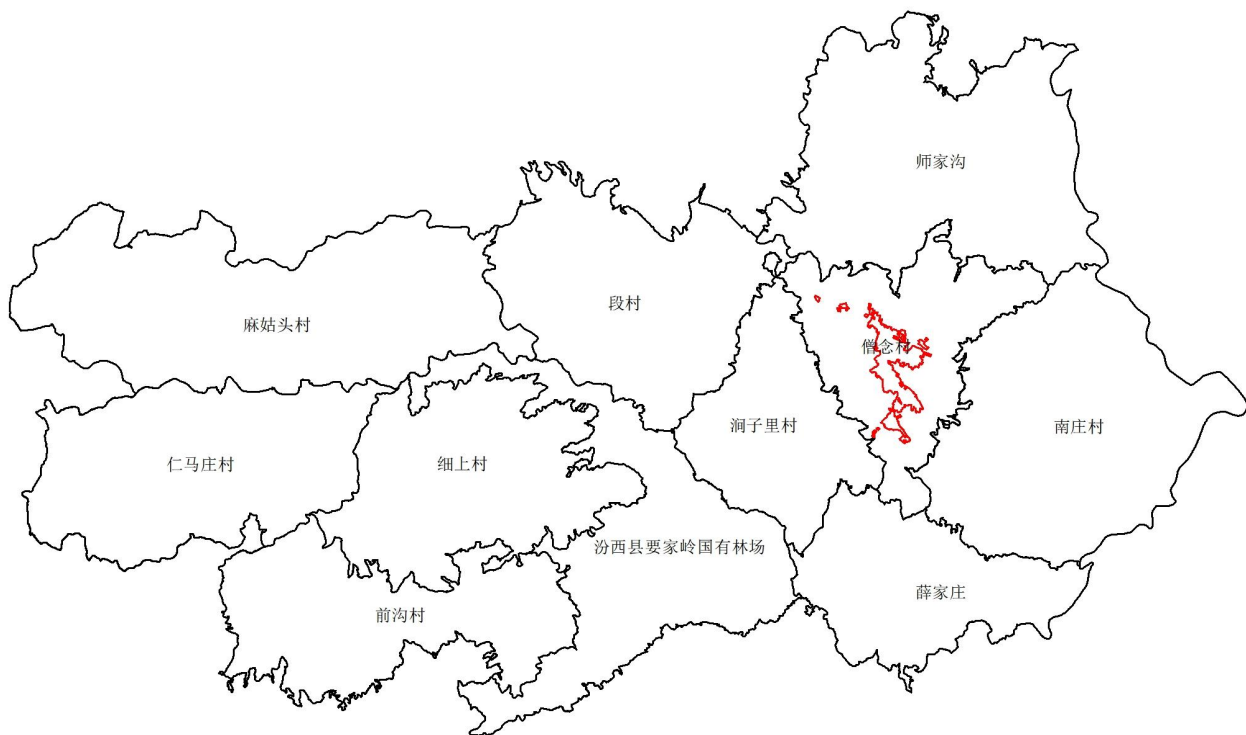 师家沟
段村
麻姑头村
僧念村
涧子里村
南庄村
仁马庄村
细上村
汾西县要家岭国有林场
薛家庄
前沟村